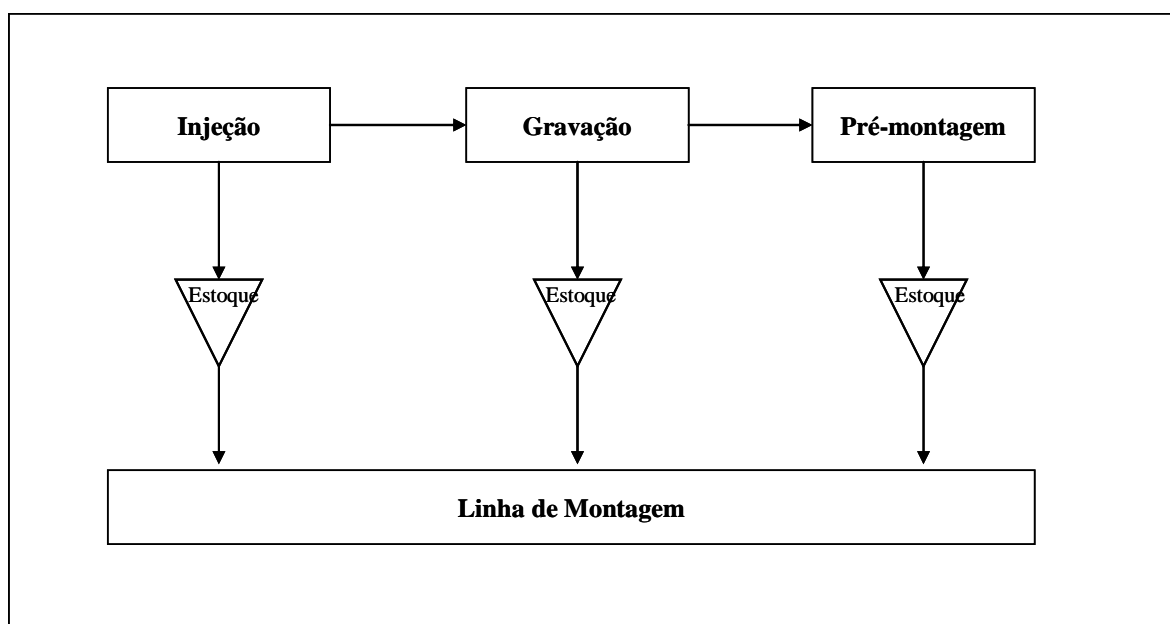 Injeção
Gravação
Pré-montagem
Estoque
Estoque
Estoque
Linha de Montagem